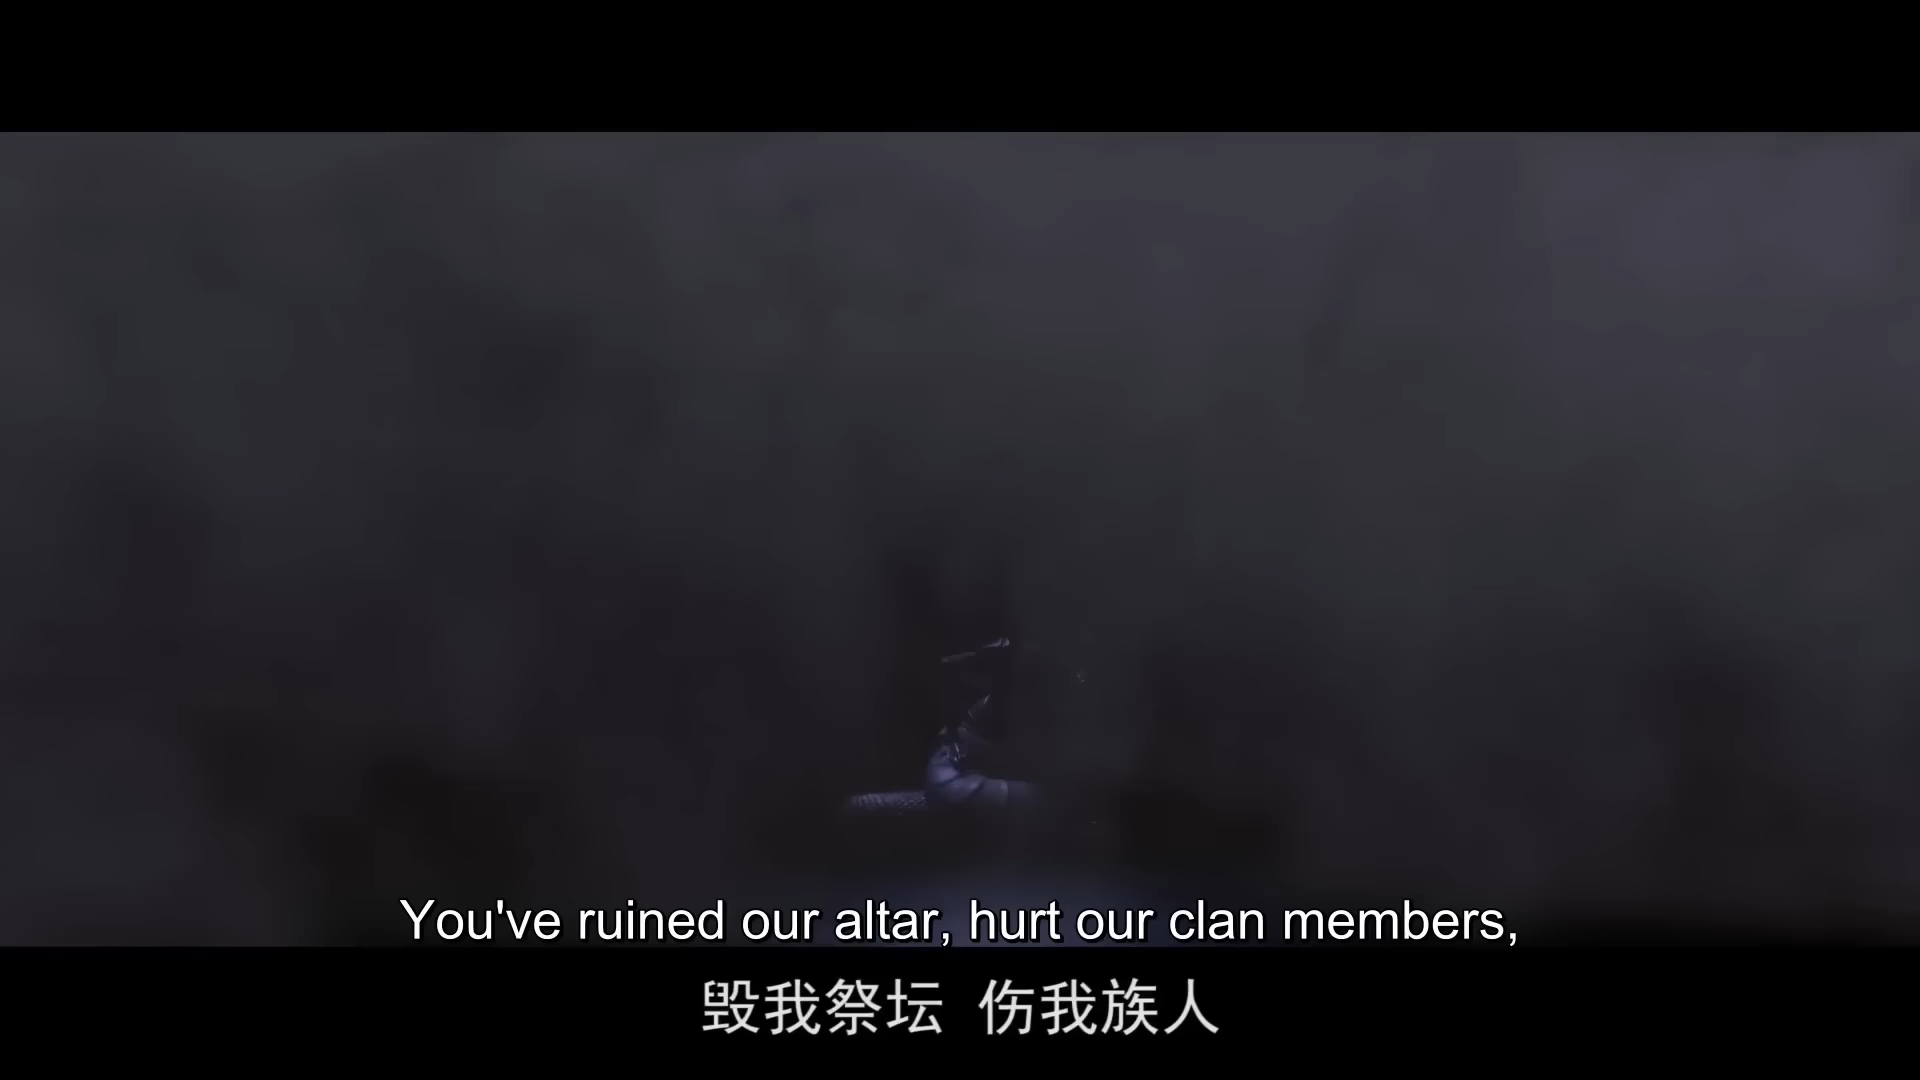 You've ruined our altar, hurt our clan members,
毁我祭坛 伤我族人